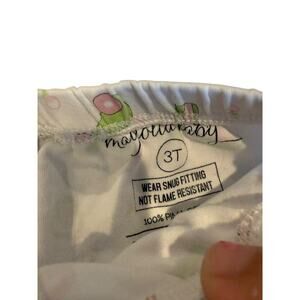 3T
WEAR SNUG FITTING
NOT FLAME RESISTANT
100%